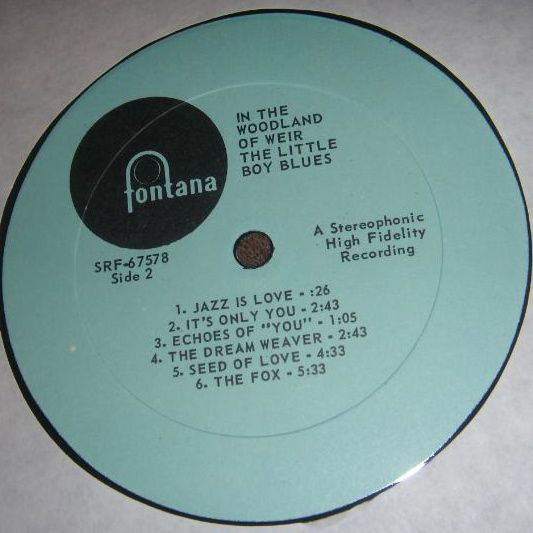 IN THE
WOODLAND
OF WEIR
THE LITTLE
BOY BLUES
fontana
A Stereophonic
High Fidelity
Recording
SRF-67578
Side 2
1. JAZZ IS LOVE - :26
2. IT'S ONLY YOU - 2:43
3. ECHOES OF "YOU" - 1:05
4. THE DREAM WEAVER - 2:43
5. SEED OF LOVE - 4:33
6. THE FOX - 5:33